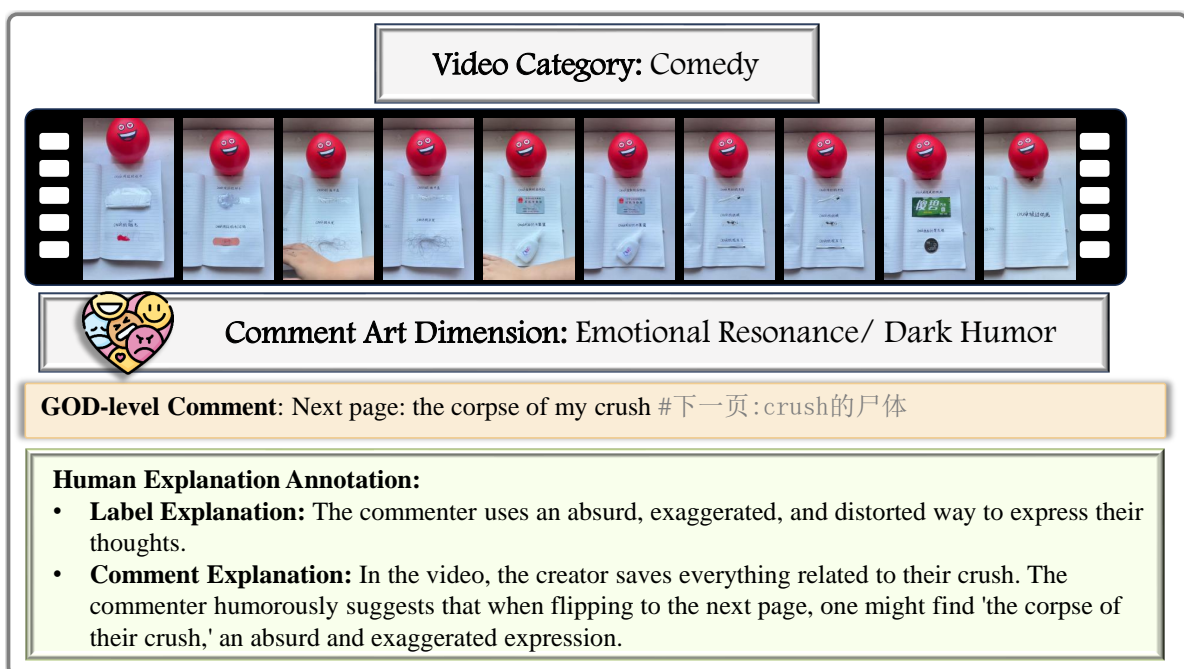 Video Category: Comedy
傻碧
Comment Art Dimension: Emotional Resonance/ Dark Humor
GOD-level Comment: Next page: the corpse of my crush #下一页:crush的尸体
Human Explanation Annotation:
• Label Explanation: The commenter uses an absurd, exaggerated, and distorted way to express their
thoughts.
• Comment Explanation: In the video, the creator saves everything related to their crush. The
commenter humorously suggests that when flipping to the next page, one might find 'the corpse of
their crush,' an absurd and exaggerated expression.